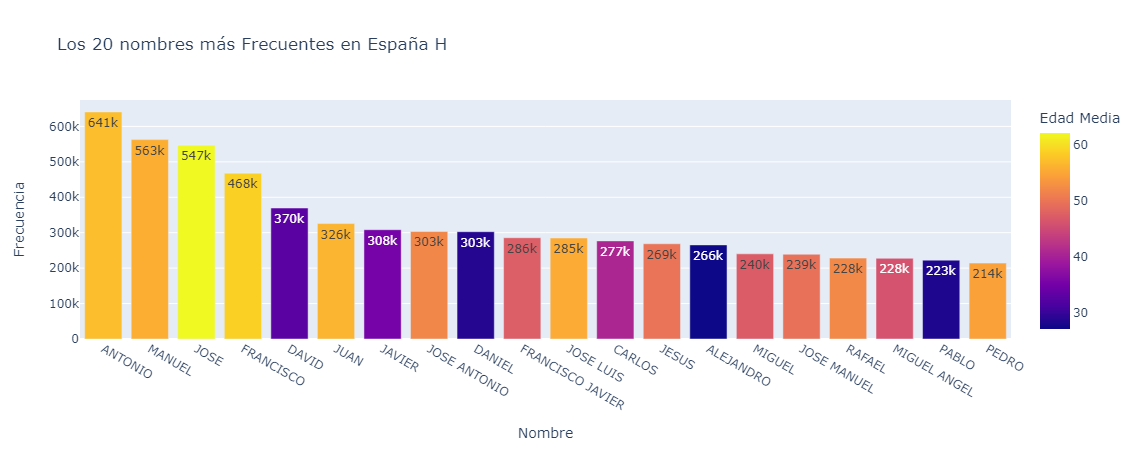 Los 20 nombres más Frecuentes en España H
Edad Media
60
50
40
30
Frecuencia
600k
500k
400k
300k
200k
100k
0
641k
563k
547k
468k
370k
326k
308k
303k
303k
286k
285k
277k
269k
266k
240k
239k
228k
228k
223k
214k
ANTONIO
MANUEL
JOSE
FRANCISCO
DAVID
JUAN
JAVIER
JOSE ANTONIO
DANIEL
FRANCISCO JAVIER
JOSE LUIS
CARLOS
JESUS
ALEJANDRO
MIGUEL
JOSE MANUEL
RAFAEL
MIGUEL ANGEL
PABLO
PEDRO
Nombre